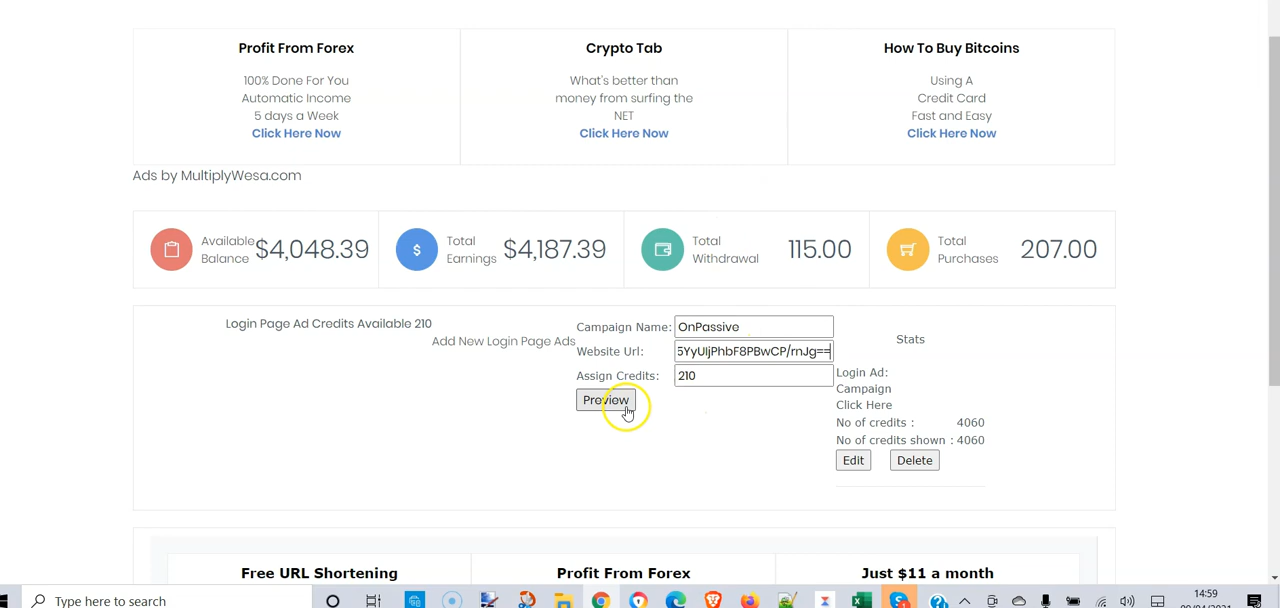 Profit From Forex
100% Done For You
Automatic Income
5 days a Week
Click Here Now
Crypto Tab
What's better than
money from surfing the
NET
Click Here Now
How To Buy Bitcoins
Using A
Credit Card
Fast and Easy
Click Here Now
Ads by MultiplyWesa.com
Available
Balance
$4,048.39
Total
Earnings
$4,187.39
Total
Withdrawal
115.00
Total
Purchases
207.00
Login Page Ad Credits Available 210
Add New Login Page Ads
Campaign Name: OnPassive
Website Url: 5YyUIjPhbF8PBwCP/rnJg==
Assign Credits: 210
Preview
Stats
Login Ad:
Campaign
Click Here
No of credits : 4060
No of credits shown : 4060
Edit Delete
Free URL Shortening
Profit From Forex
Just $11 a month
Type here to search
14:59